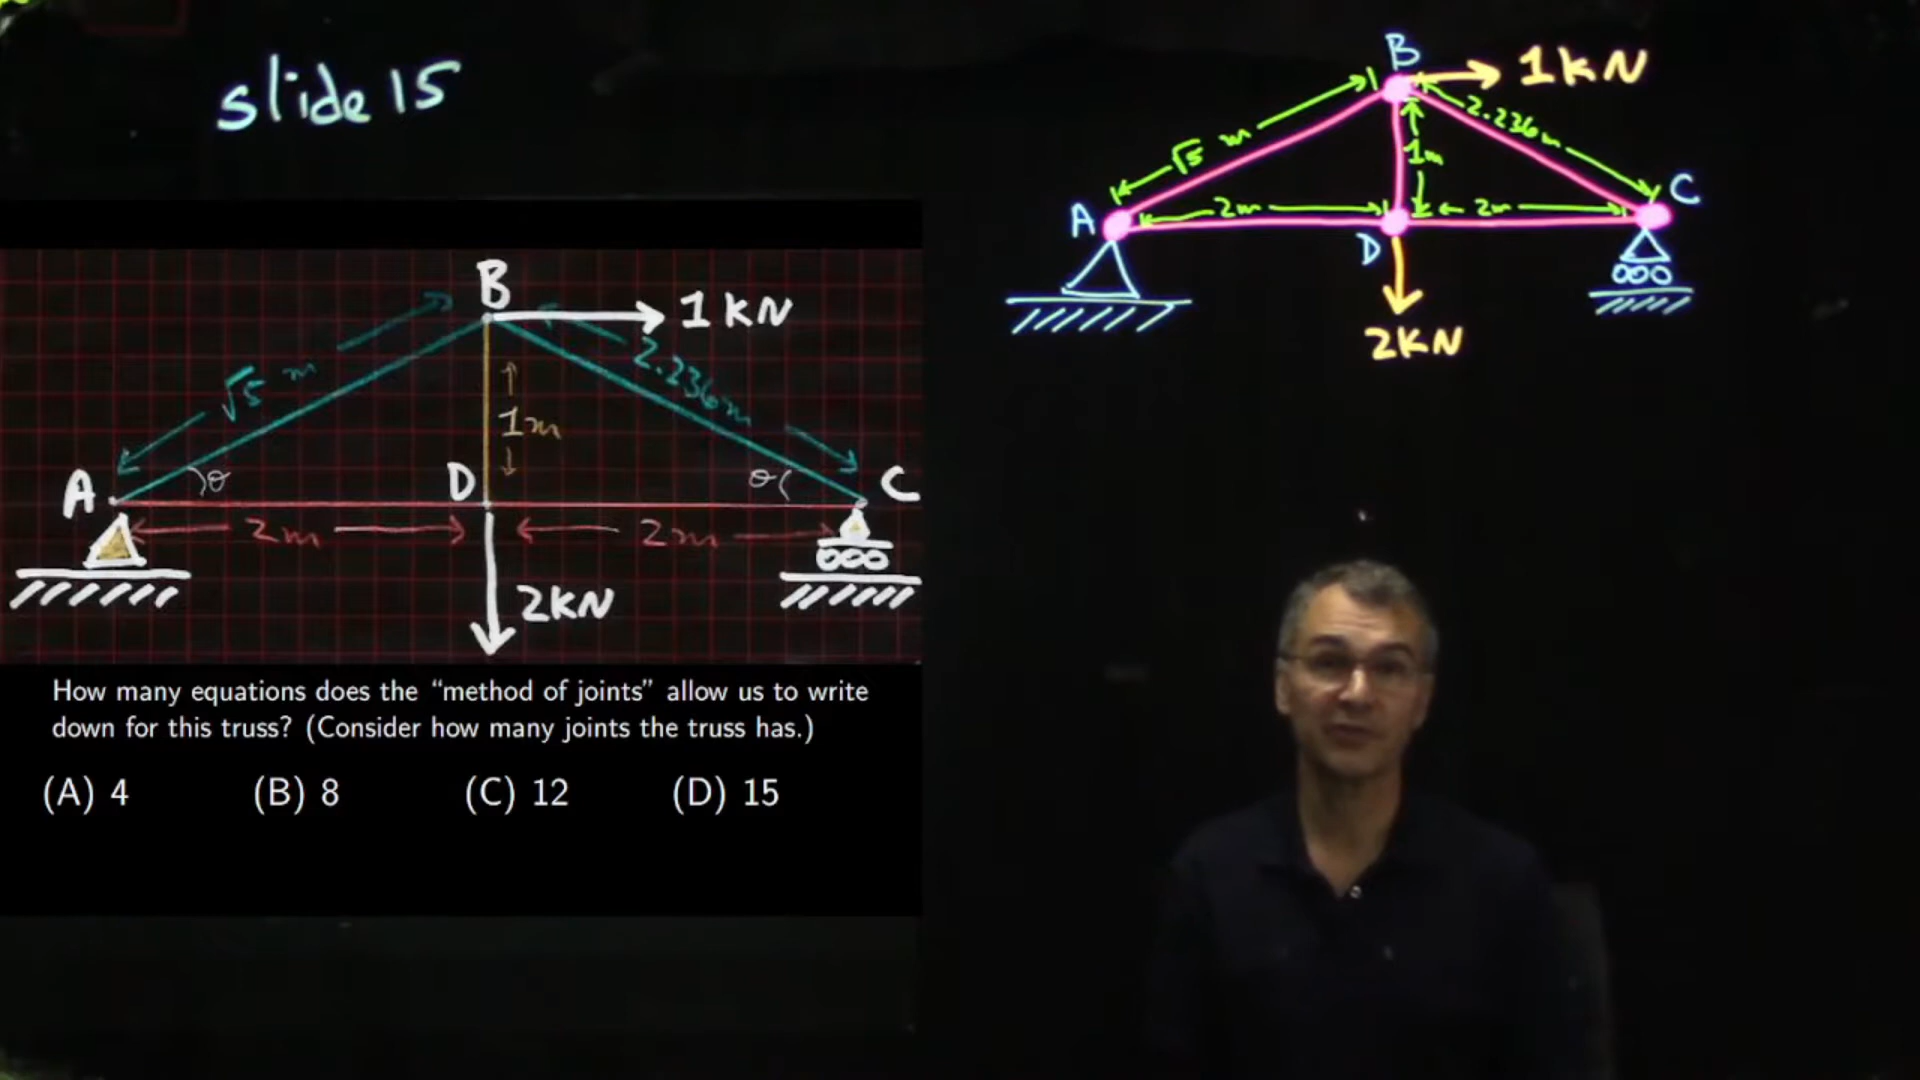 slide 15
B
1 kN
√5 m
2.236m
1m
A
θ
D
θ
C
2m
2m
2kN
How many equations does the “method of joints” allow us to write
down for this truss? (Consider how many joints the truss has.)
(A) 4 (B) 8 (C) 12 (D) 15
B
1kN
√5 m
2.236m
1m
A
2m
2m
C
D
2kN